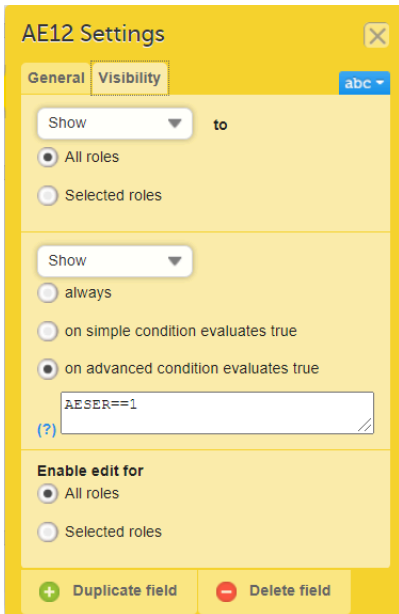 AE12 Settings
General Visibility
abc
Show to
All roles
Selected roles
Show
always
on simple condition evaluates true
on advanced condition evaluates true
AESER==1
(?)
Enable edit for
All roles
Selected roles
Duplicate field Delete field